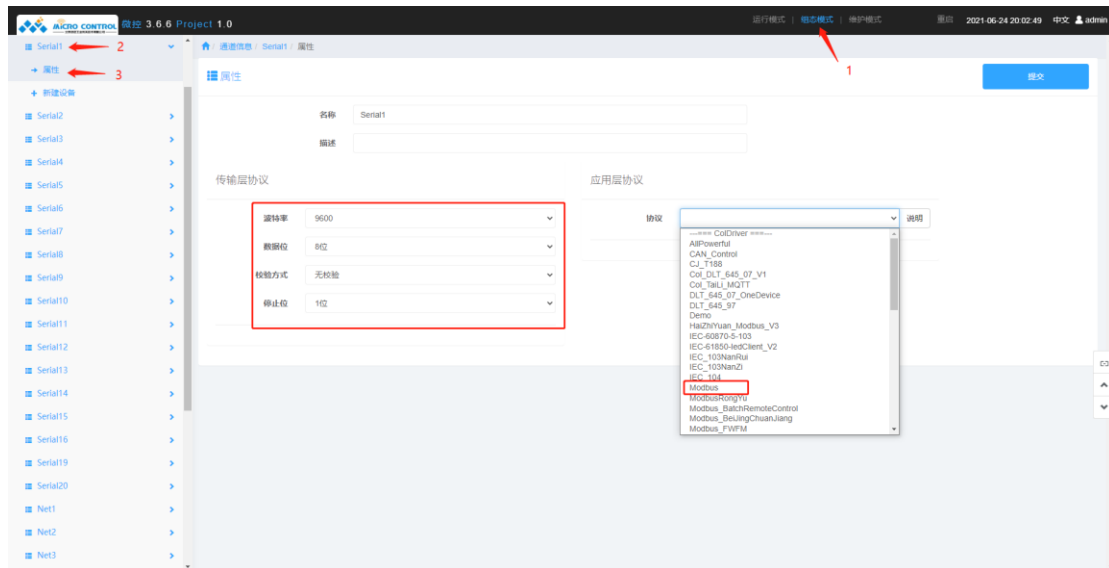 MICRO CONTROL 微控 3.6.6 Project 1.0
运行模式 | 组态模式 | 维护模式
重启 2021-06-24 20:02:49 中文 admin
1
Serial1 2
属性 3
+ 新建设备
Serial2
Serial3
Serial4
Serial5
Serial6
Serial7
Serial8
Serial9
Serial10
Serial11
Serial12
Serial13
Serial14
Serial15
Serial16
Serial19
Serial20
Net1
Net2
Net3
/ 通道信息 / Serial1 / 属性
属性
提交
名称 Serial1
描述
传输层协议
波特率 9600
数据位 8位
校验方式 无校验
停止位 1位
应用层协议
协议 说明
---=== ColDriver ===---
AllPowerful
CAN_Control
CJ_T188
Col_DLT_645_07_V1
Col_TaiLi_MQTT
DLT_645_07_OneDevice
DLT_645_97
Demo
HaiZhiYuan_Modbus_V3
IEC-60870-5-103
IEC-61850-IedClient_V2
IEC_103NanRui
IEC_103NanZi
IEC_104
Modbus
ModbusRongYu
Modbus_BatchRemoteControl
Modbus_BeiJingChuanJiang
Modbus_FWFM